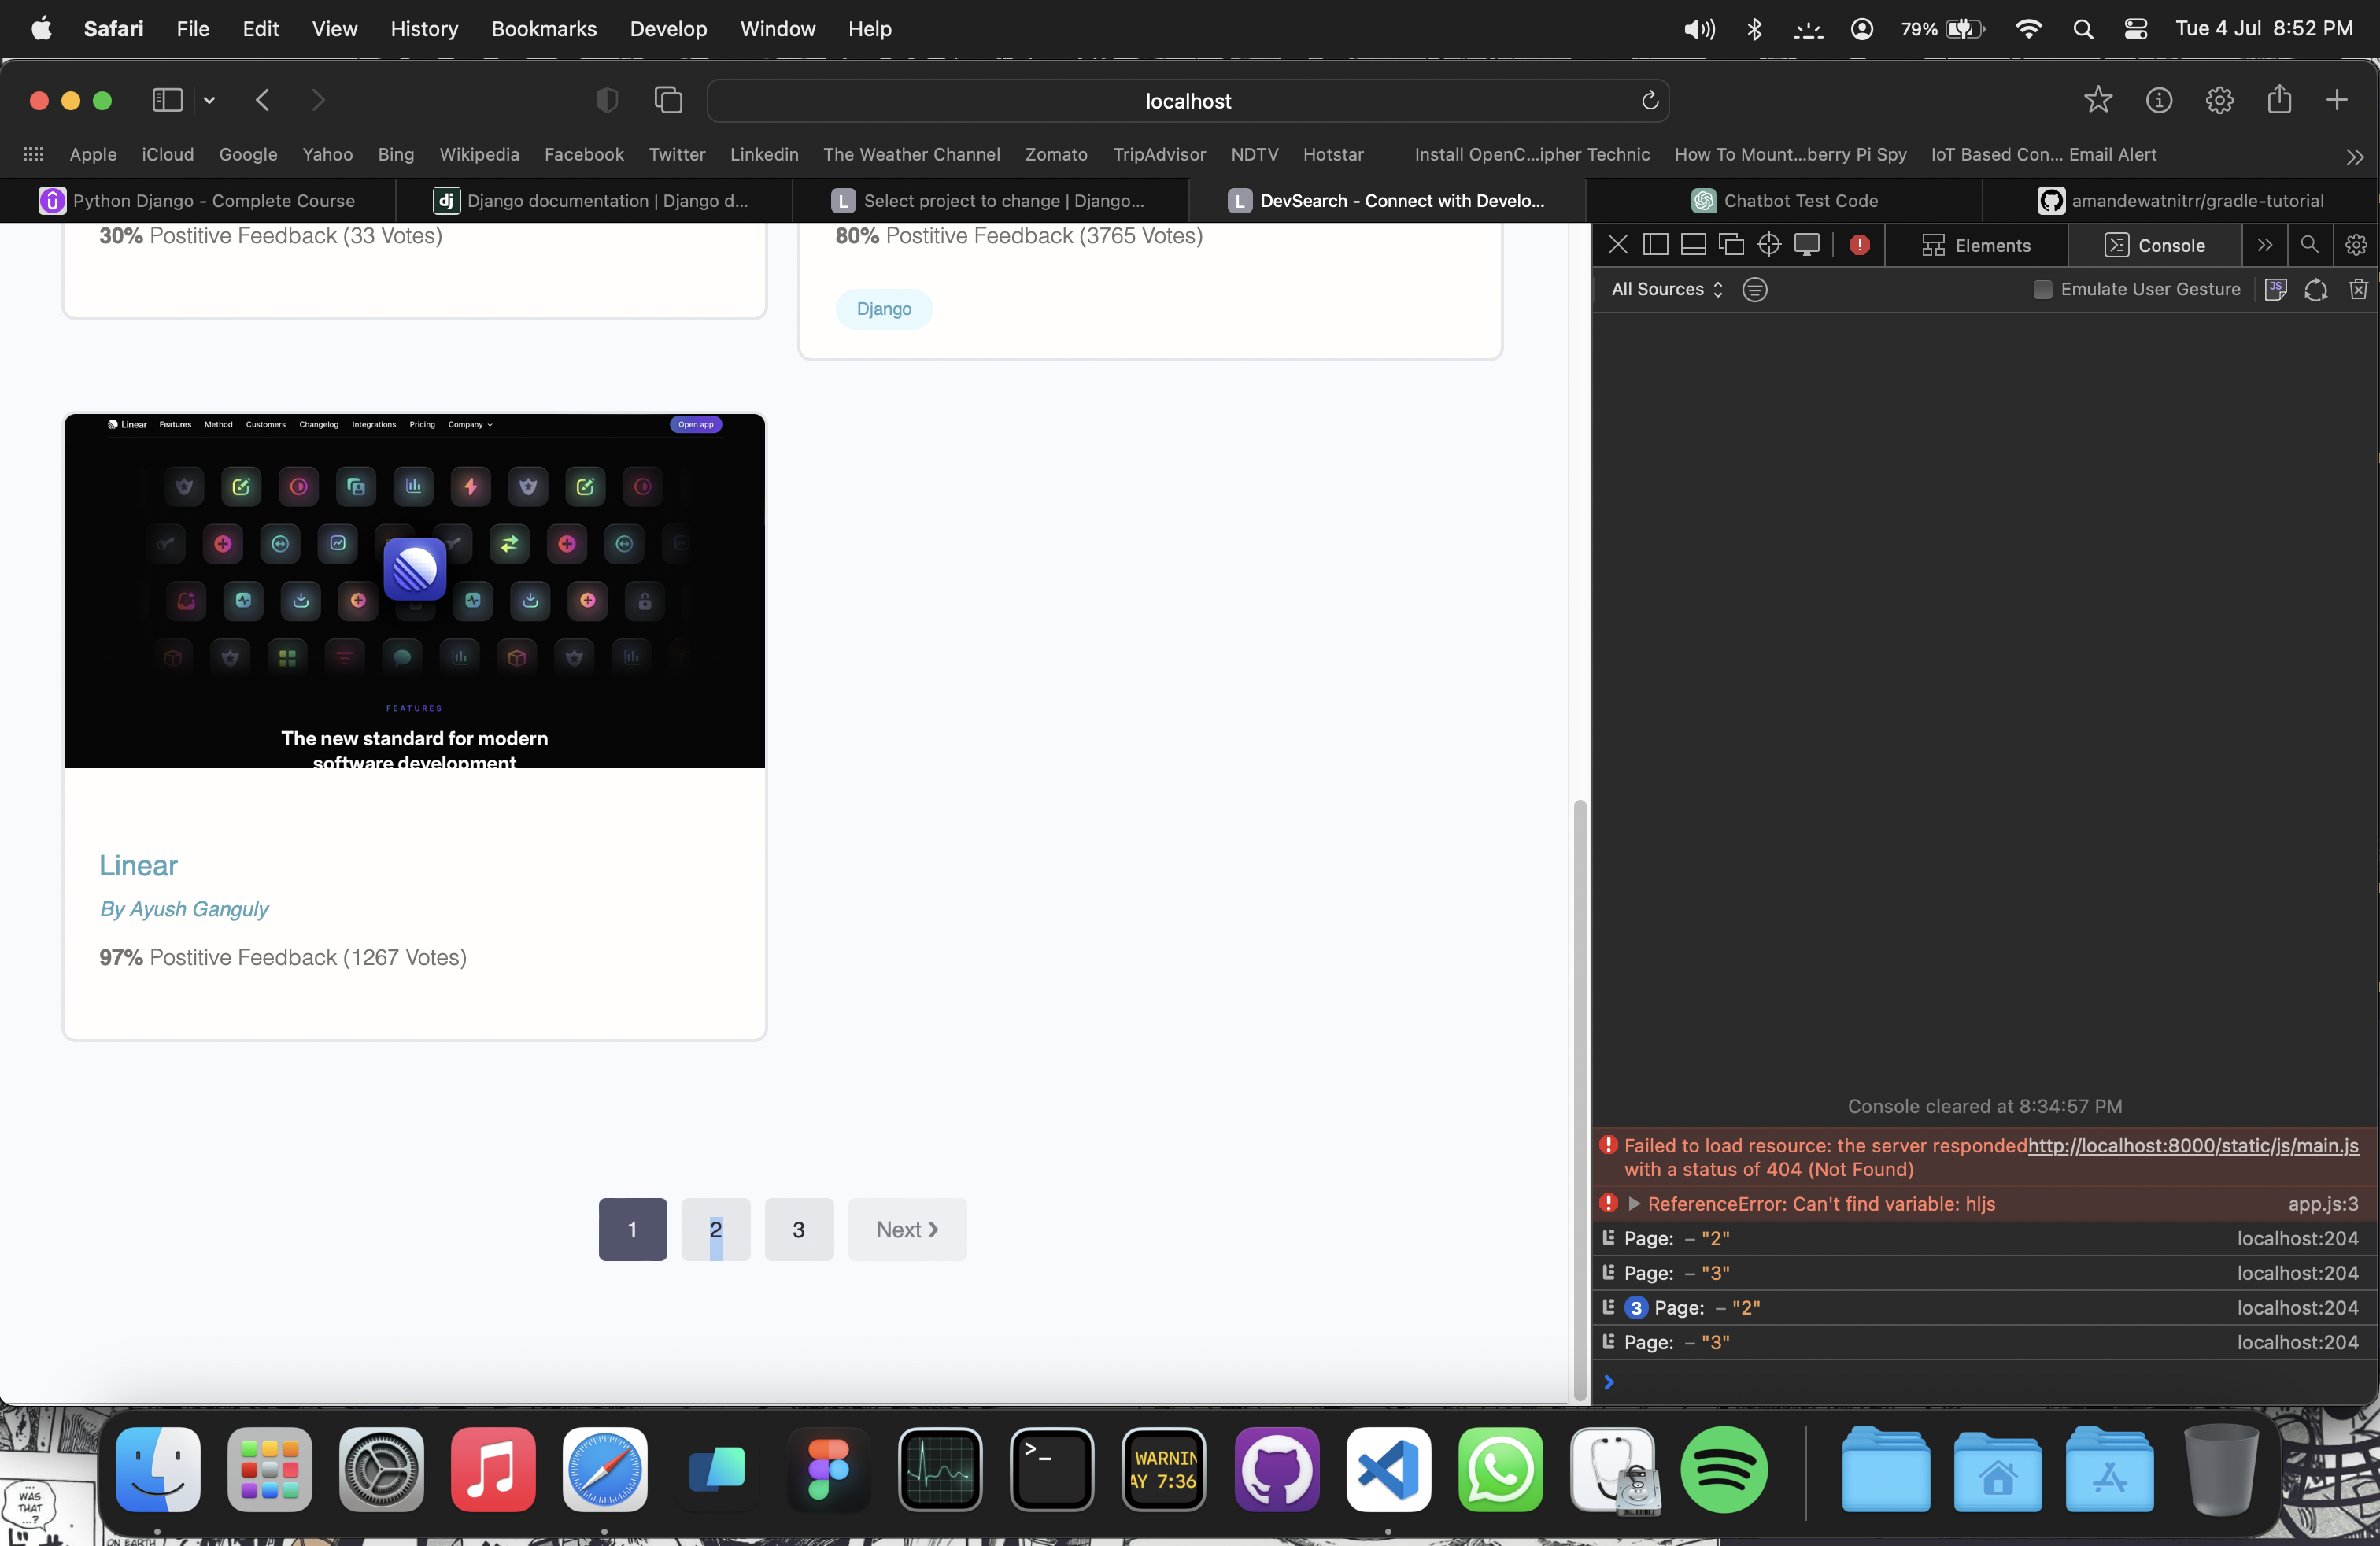 Safari File Edit View History Bookmarks Develop Window Help 79% Tue 4 Jul 8:52 PM
localhost
Apple iCloud Google Yahoo Bing Wikipedia Facebook Twitter Linkedin The Weather Channel Zomato TripAdvisor NDTV Hotstar Install OpenC...ipher Technic How To Mount...berry Pi Spy IoT Based Con... Email Alert
Python Django - Complete Course
dj Django documentation | Django d...
L Select project to change | Django...
L DevSearch - Connect with Develo...
Chatbot Test Code
amandewatnitrr/gradle-tutorial
30% Postitive Feedback (33 Votes)
80% Postitive Feedback (3765 Votes)
Django
Linear Features Method Customers Changelog Integrations Pricing Company Open app
FEATURES
The new standard for modern
software development
Linear
By Ayush Ganguly
97% Postitive Feedback (1267 Votes)
1 2 3 Next ❯
Elements Console
All Sources Emulate User Gesture JS
Console cleared at 8:34:57 PM
Failed to load resource: the server responded http://localhost:8000/static/js/main.js
with a status of 404 (Not Found)
ReferenceError: Can't find variable: hljs app.js:3
Page: – "2" localhost:204
Page: – "3" localhost:204
3 Page: – "2" localhost:204
Page: – "3" localhost:204
>_
WARNIN
AY 7:36
WAS
THAT
...?
ON EARTH